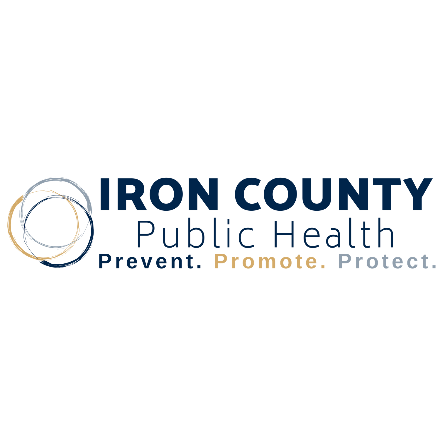 IRON COUNTY
Public Health
Prevent. Promote. Protect.